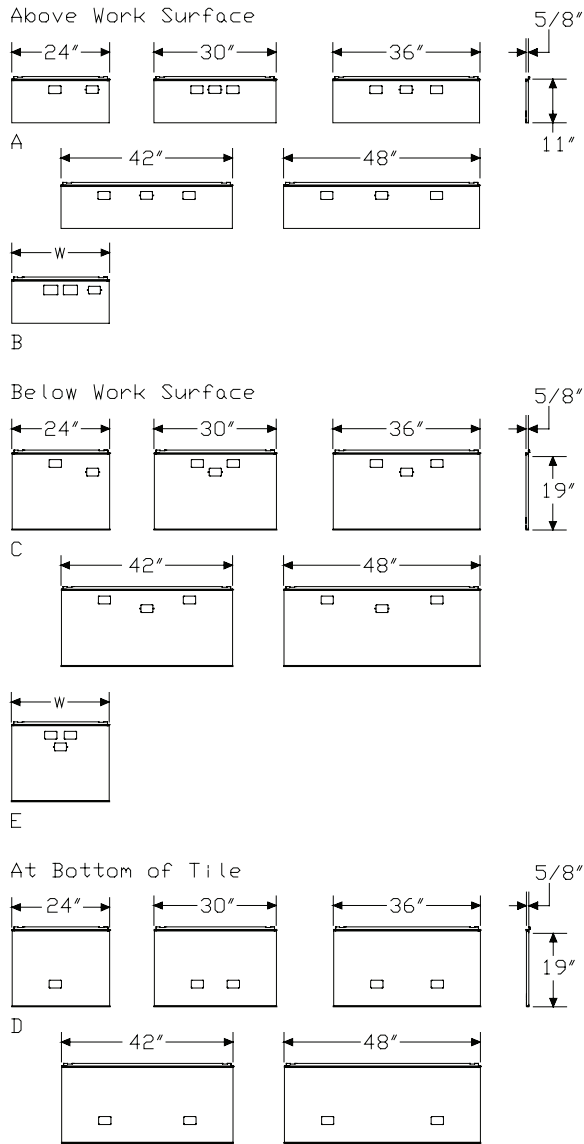 Above Work Surface
5/8″
24″ 30″ 36″
11″
A
42″ 48″
W
B
Below Work Surface
5/8″
24″ 30″ 36″
19″
C
42″ 48″
W
E
At Bottom of Tile
5/8″
24″ 30″ 36″
19″
D
42″ 48″